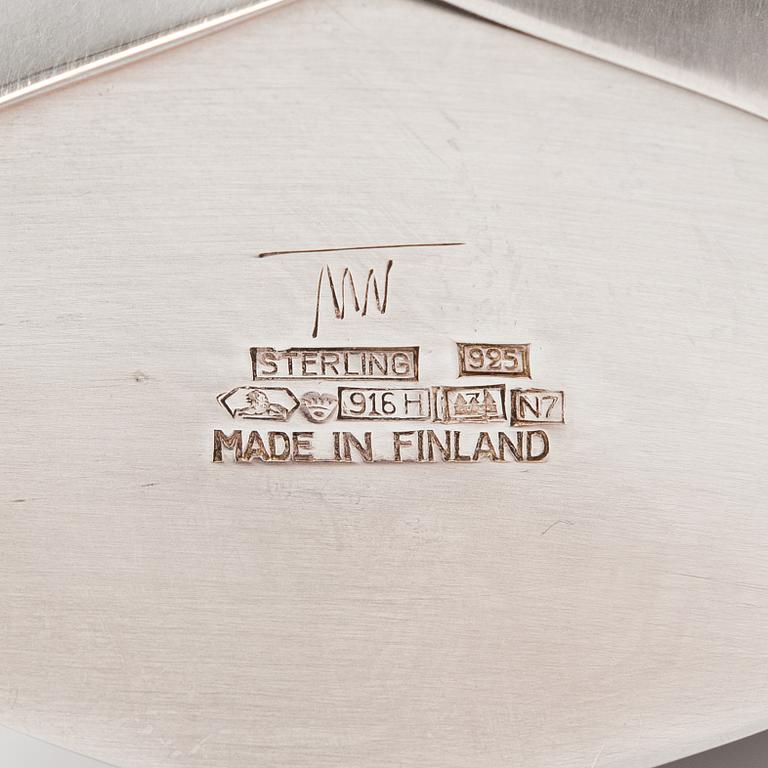 STERLING 925
916 H N7
MADE IN FINLAND